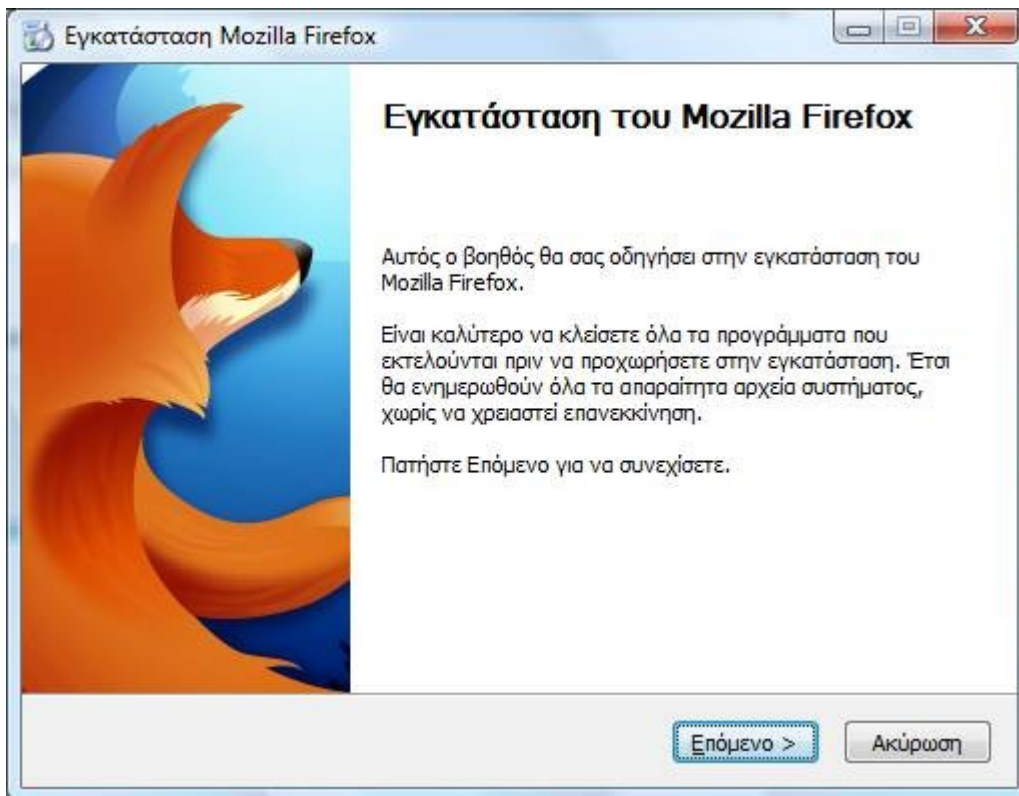 Εγκατάσταση Mozilla Firefox
Εγκατάσταση του Mozilla Firefox
Αυτός ο βοηθός θα σας οδηγήσει στην εγκατάσταση του
Mozilla Firefox.
Είναι καλύτερο να κλείσετε όλα τα προγράμματα που
εκτελούνται πριν να προχωρήσετε στην εγκατάσταση. Έτσι
θα ενημερωθούν όλα τα απαραίτητα αρχεία συστήματος,
χωρίς να χρειαστεί επανεκκίνηση.
Πατήστε Επόμενο για να συνεχίσετε.
Επόμενο >
Ακύρωση